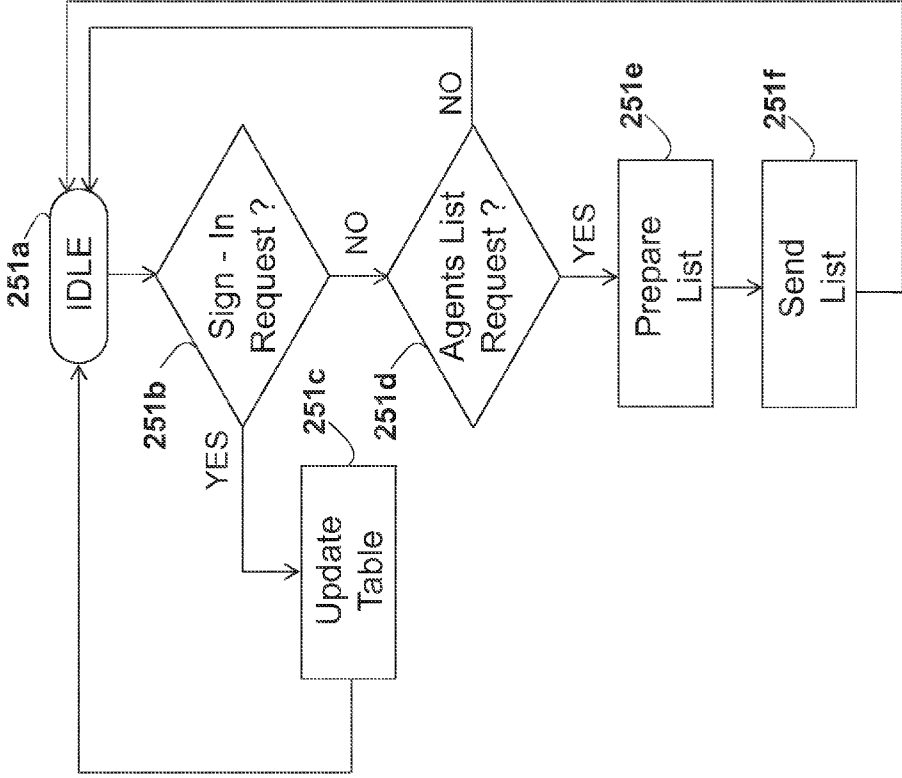 251a
IDLE
251b
Sign - In
Request ?
YES
NO
251c
Update
Table
251d
Agents List
Request ?
NO
YES
251e
Prepare
List
251f
Send
List